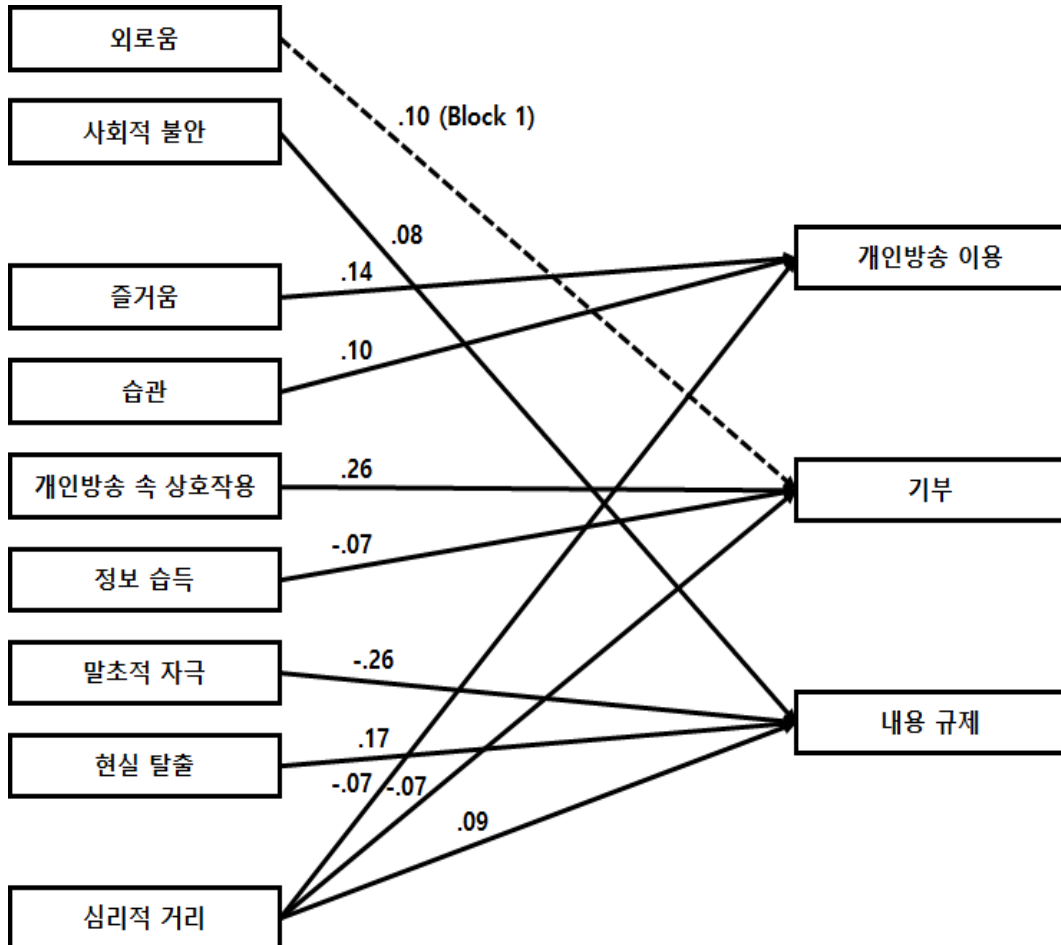 외로움
.10 (Block 1)
사회적 불안
.08
개인방송 이용
.14
즐거움
.10
습관
.26
개인방송 속 상호작용
기부
-.07
정보 습득
-.26
말초적 자극
내용 규제
.17
현실 탈출
-.07
-.07
.09
심리적 거리